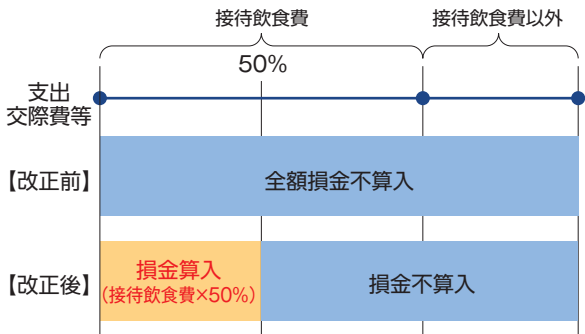 接待飲食費
接待飲食費以外
50%
支出
交際費等
【改正前】
全額損金不算入
【改正後】
損金算入
（接待飲食費×50%）
損金不算入